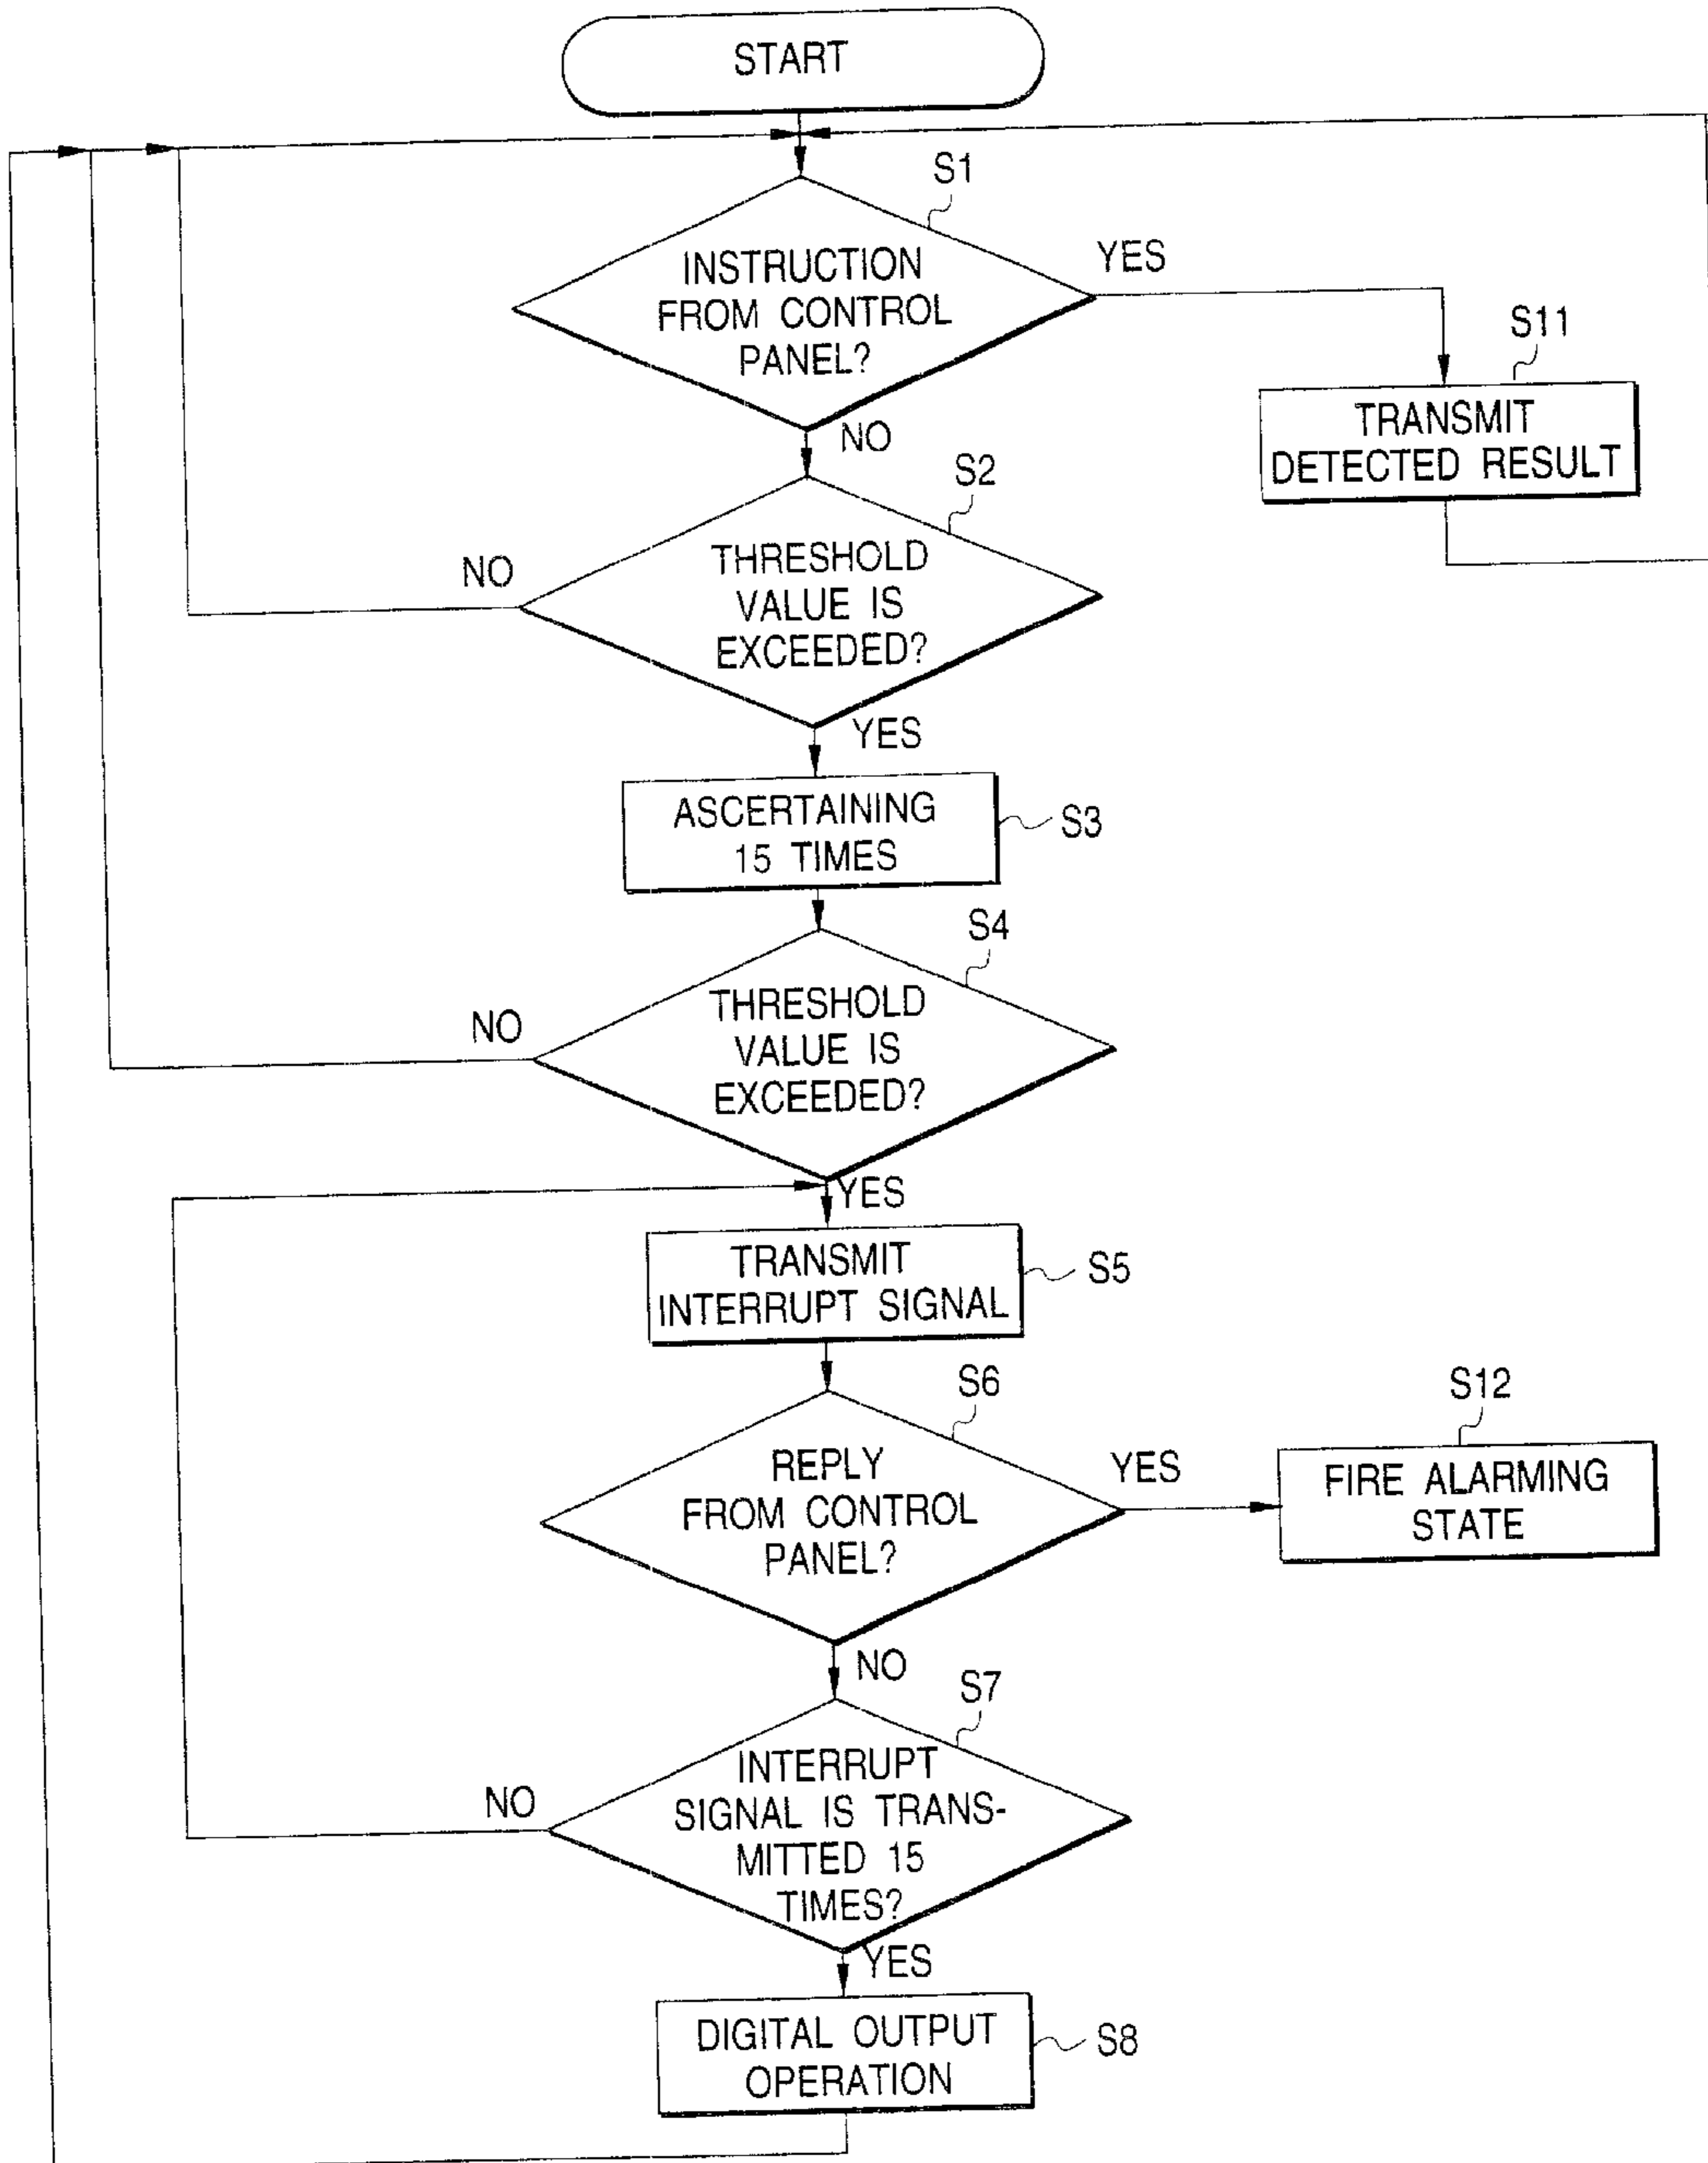 START
S1
INSTRUCTION
FROM CONTROL
PANEL?
YES
NO
S11
TRANSMIT
DETECTED RESULT
S2
THRESHOLD
VALUE IS
EXCEEDED?
NO
YES
ASCERTAINING
15 TIMES
S3
S4
THRESHOLD
VALUE IS
EXCEEDED?
NO
YES
TRANSMIT
INTERRUPT SIGNAL
S5
S6
REPLY
FROM CONTROL
PANEL?
YES
S12
FIRE ALARMING
STATE
NO
S7
INTERRUPT
SIGNAL IS TRANS-
MITTED 15
TIMES?
NO
YES
DIGITAL OUTPUT
OPERATION
S8